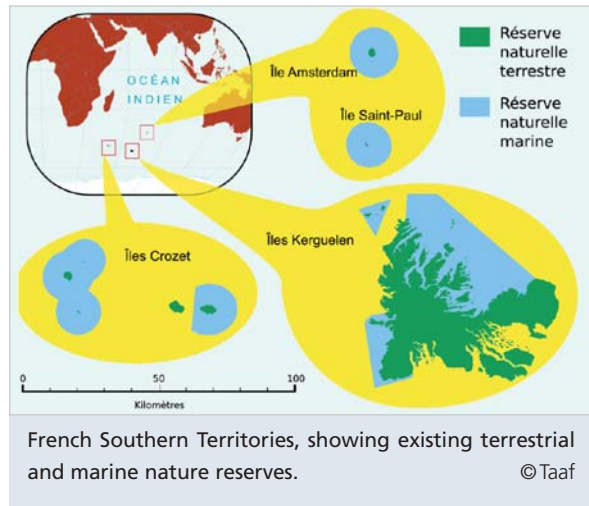 OCÉAN
INDIEN
Île Amsterdam
Île Saint-Paul
Réserve
naturelle
terrestre
Réserve
naturelle
marine
Îles Crozet
Îles Kerguelen
0 50 100
Kilomètres
French Southern Territories, showing existing terrestrial
and marine nature reserves. © Taaf